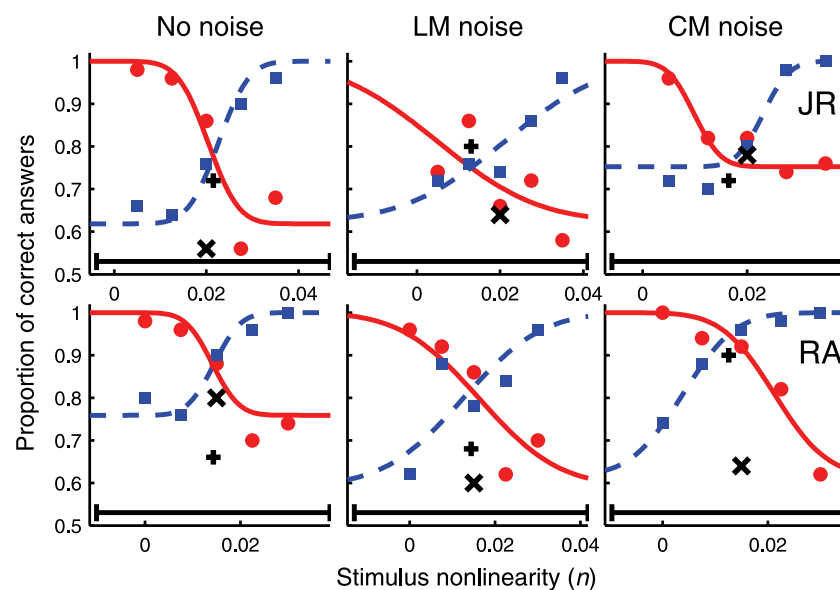 No noise LM noise CM noise
Proportion of correct answers
1
0.9
0.8
0.7
0.6
0.5
0 0.02 0.04
0 0.02 0.04
0 0.02
JR
1
0.9
0.8
0.7
0.6
0.5
0 0.02
0 0.02 0.04
0 0.02
RA
Stimulus nonlinearity (n)